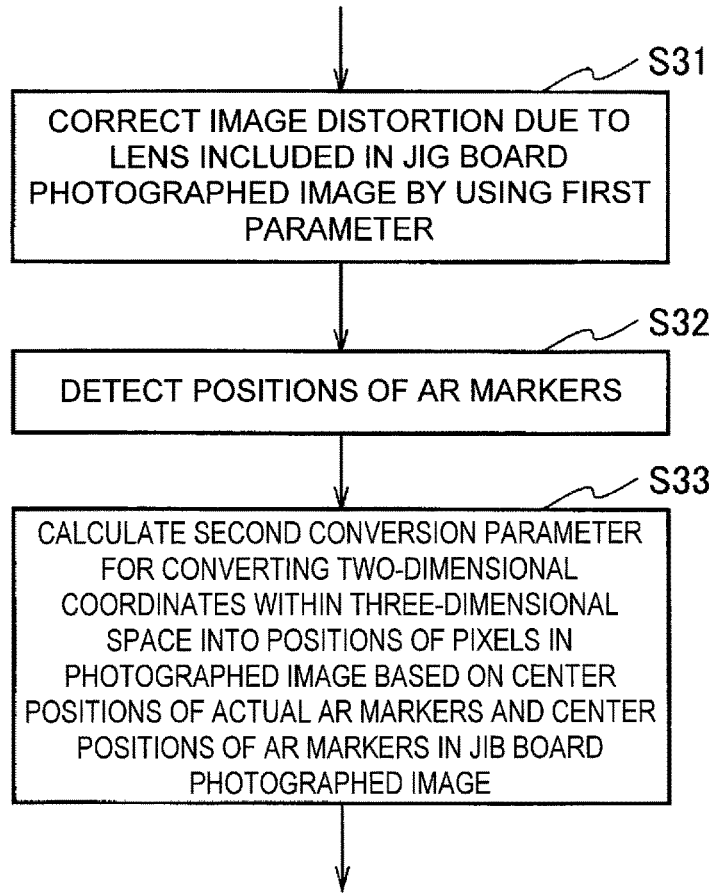 S31
CORRECT IMAGE DISTORTION DUE TO
LENS INCLUDED IN JIG BOARD
PHOTOGRAPHED IMAGE BY USING FIRST
PARAMETER
S32
DETECT POSITIONS OF AR MARKERS
S33
CALCULATE SECOND CONVERSION PARAMETER
FOR CONVERTING TWO-DIMENSIONAL
COORDINATES WITHIN THREE-DIMENSIONAL
SPACE INTO POSITIONS OF PIXELS IN
PHOTOGRAPHED IMAGE BASED ON CENTER
POSITIONS OF ACTUAL AR MARKERS AND CENTER
POSITIONS OF AR MARKERS IN JIB BOARD
PHOTOGRAPHED IMAGE